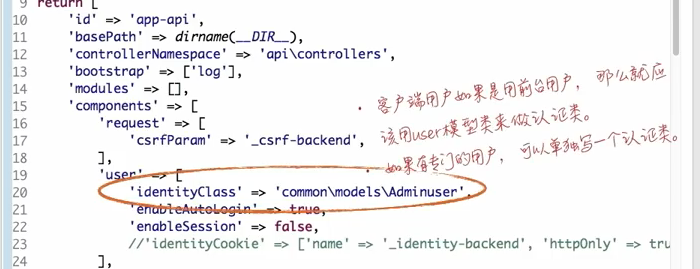 9 return [
10 'id' => 'app-api',
11 'basePath' => dirname(__DIR__),
12 'controllerNamespace' => 'api\controllers',
13 'bootstrap' => ['log'],
14 'modules' => [],
15 'components' => [
16 'request' => [
17 'csrfParam' => '_csrf-backend',
18 ],
19 'user' => [
20 'identityClass' => 'common\models\Adminuser',
21 'enableAutoLogin' => true,
22 'enableSession' => false,
23 //'identityCookie' => ['name' => '_identity-backend', 'httpOnly' => tru
24 ],
· 客户端用户如果是用前台用户，那么就应
该用user模型类来做认证类。
· 如果有专门的用户，可以单独写一个认证类。